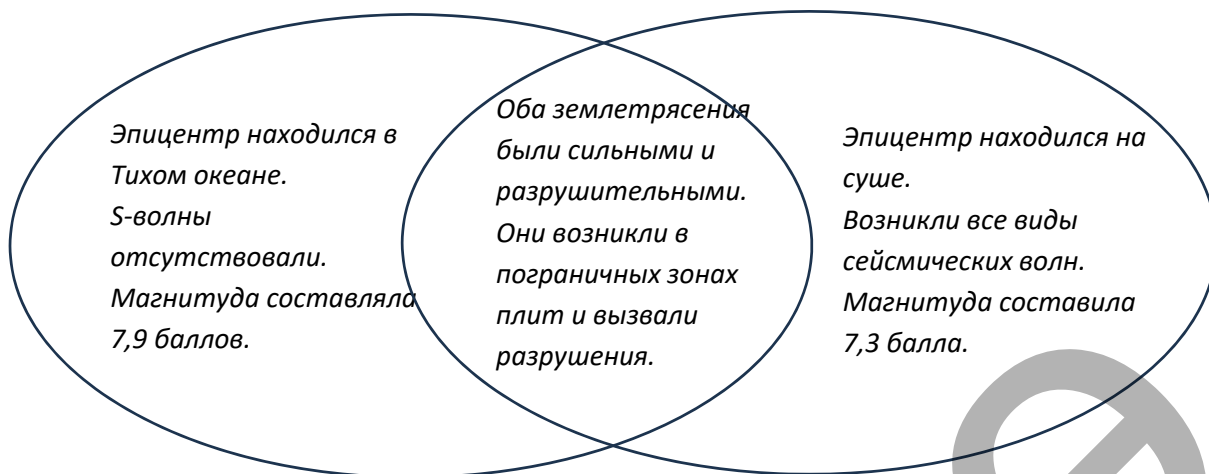 Эпицентр находился в
Тихом океане.
S-волны
отсутствовали.
Магнитуда составляла
7,9 баллов.
Оба землетрясения
были сильными и
разрушительными.
Они возникли в
пограничных зонах
плит и вызвали
разрушения.
Эпицентр находился на
суше.
Возникли все виды
сейсмических волн.
Магнитуда составила
7,3 балла.